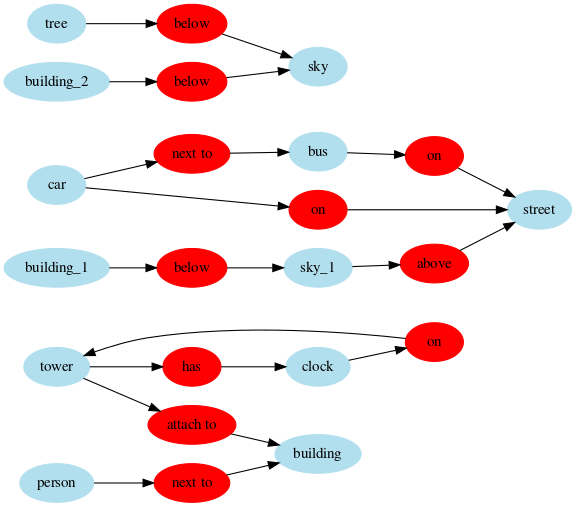 tree
below
sky
building_2
below
car
next to
bus
on
on
street
building_1
below
sky_1
above
on
tower
has
clock
attach to
building
person
next to